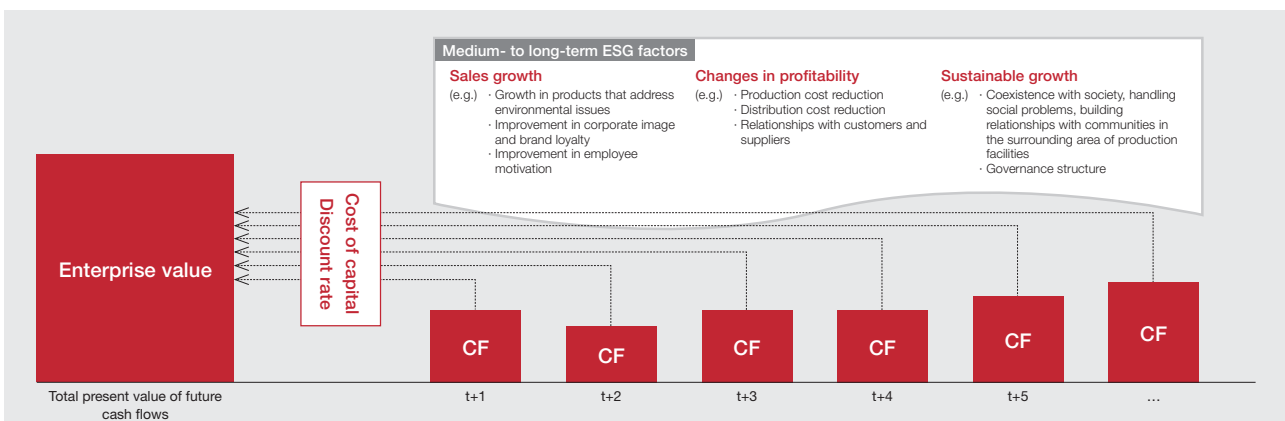 Medium- to long-term ESG factors
Sales growth
(e.g.) · Growth in products that address
environmental issues
· Improvement in corporate image
and brand loyalty
· Improvement in employee
motivation
Changes in profitability
(e.g.) · Production cost reduction
· Distribution cost reduction
· Relationships with customers and
suppliers
Sustainable growth
(e.g.) · Coexistence with society, handling
social problems, building
relationships with communities in
the surrounding area of production
facilities
· Governance structure
Enterprise value
Cost of capital
Discount rate
CF
CF
CF
CF
CF
CF
Total present value of future
cash flows
t+1
t+2
t+3
t+4
t+5
…